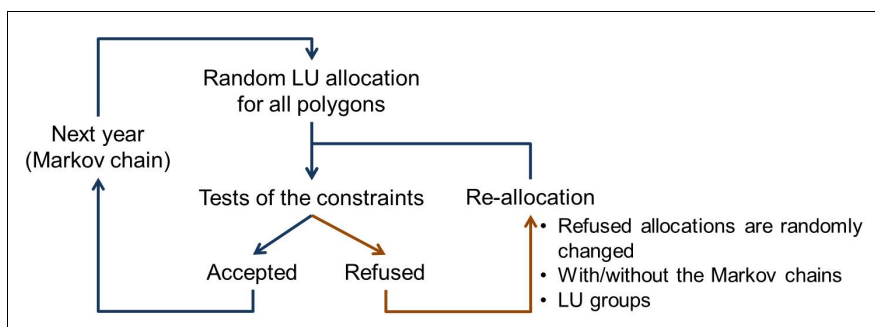 Random LU allocation
for all polygons
Next year
(Markov chain)
Tests of the constraints
Re-allocation
• Refused allocations are randomly
changed
• With/without the Markov chains
• LU groups
Accepted
Refused